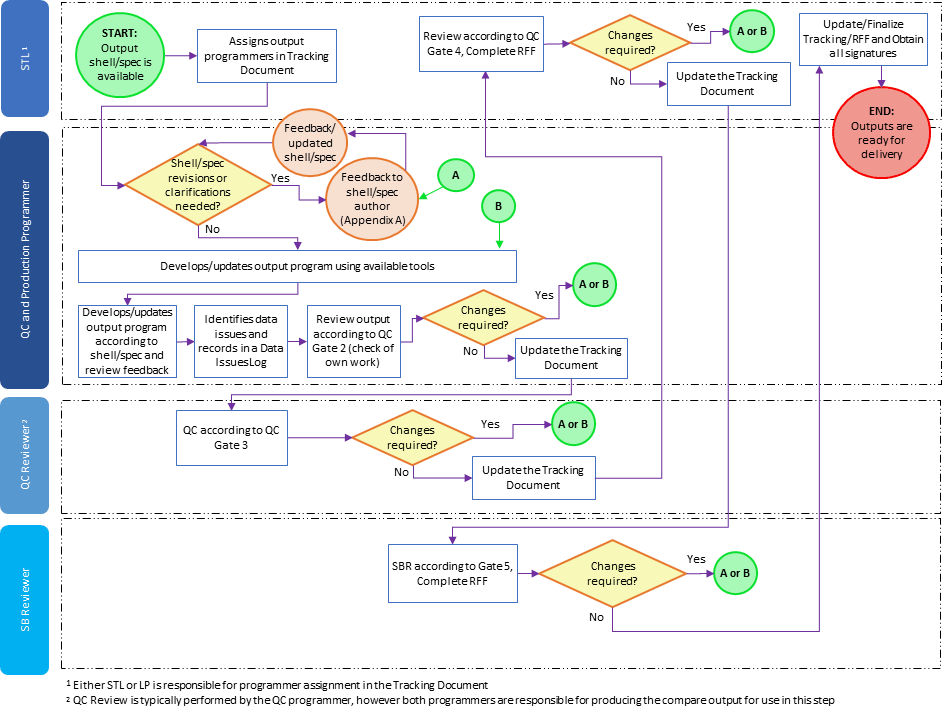 STL 1
START:
Output
shell/spec is
available
Assigns output
programmers in Tracking
Document
Review according to QC
Gate 4, Complete RFF
Changes
required?
Yes
A or B
No
Update the Tracking
Document
Update/Finalize
Tracking/RFF and Obtain
all signatures
END:
Outputs are
ready for
delivery
QC and Production Programmer
Feedback/
updated
shell/spec
Shell/spec
revisions or
clarifications
needed?
Yes
Feedback to
shell/spec
author
(Appendix A)
A
B
No
Develops/updates output program using available tools
Develops/updates
output program
according to
shell/spec and
review feedback
Identifies data
issues and
records in a Data
IssuesLog
Review output
according to QC
Gate 2 (check of
own work)
Changes
required?
Yes
A or B
No
Update the Tracking
Document
QC Reviewer2
QC according to QC
Gate 3
Changes
required?
Yes
A or B
No
Update the Tracking
Document
SB Reviewer
SBR according to Gate 5,
Complete RFF
Changes
required?
Yes
A or B
No
1 Either STL or LP is responsible for programmer assignment in the Tracking Document
2 QC Review is typically performed by the QC programmer, however both programmers are responsible for producing the compare output for use in this step